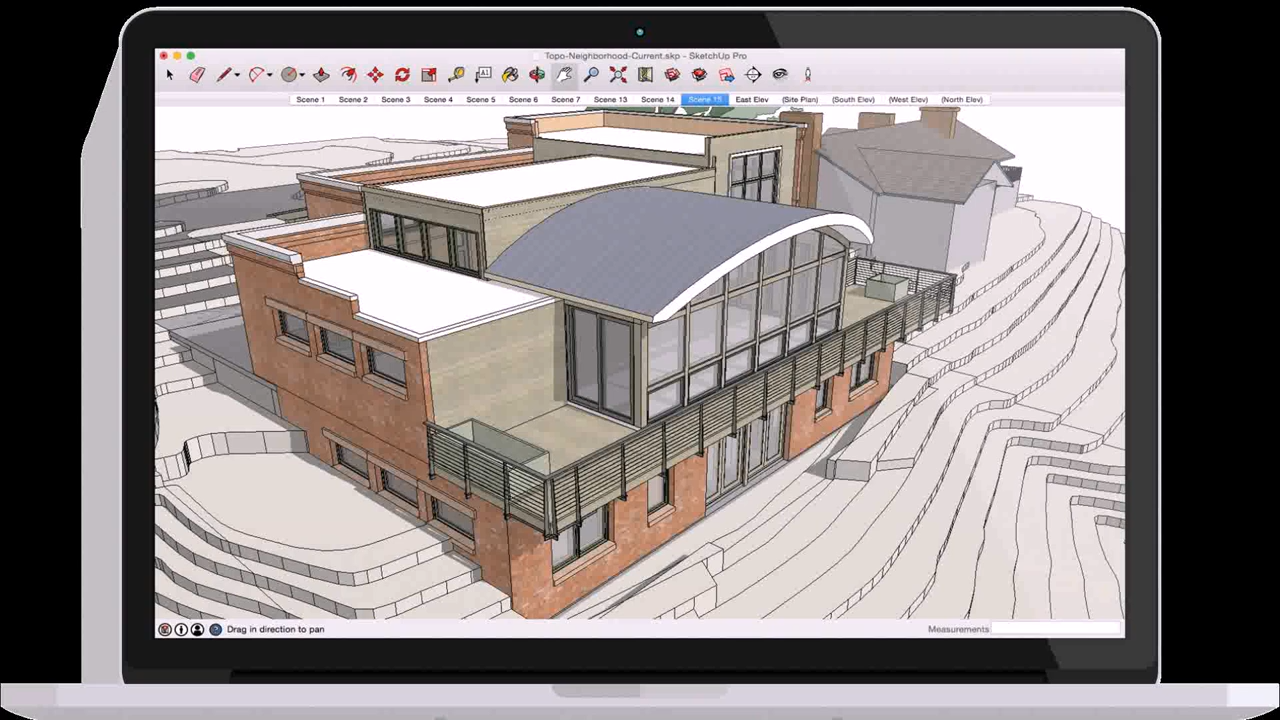 Topo-Neighborhood-Current.skp - SketchUp Pro
A1
Scene 1 Scene 2 Scene 3 Scene 4 Scene 5 Scene 6 Scene 7 Scene 13 Scene 14 Scene 15 East Elev (Site Plan) (South Elev) (West Elev) (North Elev)
Drag in direction to pan Measurements